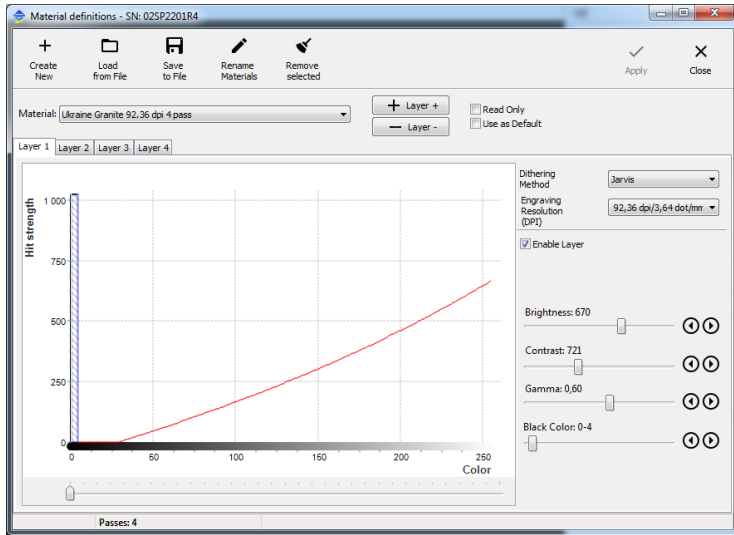 Material definitions - SN: 02SP2201R4
Create
New
Load
from File
Save
to File
Rename
Materials
Remove
selected
Apply
Close
Material: Ukraine Granite 92.36 dpi 4 pass
Layer +
Layer -
Read Only
Use as Default
Layer 1 Layer 2 Layer 3 Layer 4
Hit strength
1 000
750
500
250
0
0 50 100 150 200 250
Color
Dithering
Method
Jarvis
Engraving
Resolution
(DPI)
92,36 dpi/3,64 dot/mm
Enable Layer
Brightness: 670
Contrast: 721
Gamma: 0,60
Black Color: 0-4
Passes: 4